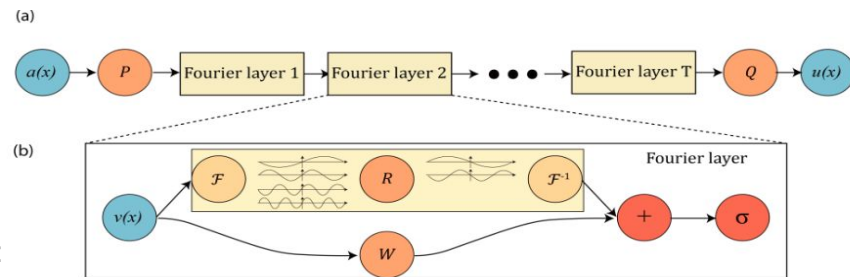 (a)
a(x) P Fourier layer 1 Fourier layer 2 Fourier layer T Q u(x)
(b)
Fourier layer
ℱ R ℱ⁻¹
v(x) + σ
W